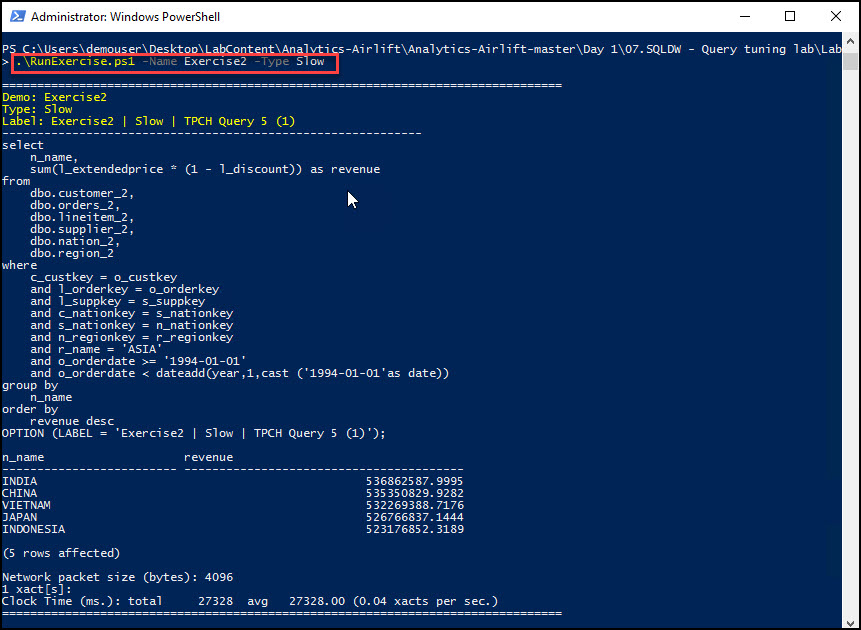 Administrator: Windows PowerShell
PS C:\Users\demouser\Desktop\LabContent\Analytics-Airlift\Analytics-Airlift-master\Day 1\07.SQLDW - Query tuning lab\Lab
> .\RunExercise.ps1 -Name Exercise2 -Type Slow
================================================================================
Demo: Exercise2
Type: Slow
Label: Exercise2 | Slow | TPCH Query 5 (1)
------------------------------------------------------------
select
    n_name,
    sum(l_extendedprice * (1 - l_discount)) as revenue
from
    dbo.customer_2,
    dbo.orders_2,
    dbo.lineitem_2,
    dbo.supplier_2,
    dbo.nation_2,
    dbo.region_2
where
    c_custkey = o_custkey
    and l_orderkey = o_orderkey
    and l_suppkey = s_suppkey
    and c_nationkey = s_nationkey
    and s_nationkey = n_nationkey
    and n_regionkey = r_regionkey
    and r_name = 'ASIA'
    and o_orderdate >= '1994-01-01'
    and o_orderdate < dateadd(year,1,cast ('1994-01-01'as date))
group by
    n_name
order by
    revenue desc
OPTION (LABEL = 'Exercise2 | Slow | TPCH Query 5 (1)');
n_name                    revenue
------------------------- ----------------------------------------
INDIA                                               536862587.9995
CHINA                                               535350829.9282
VIETNAM                                             532269388.7176
JAPAN                                               526766837.1444
INDONESIA                                           523176852.3189
(5 rows affected)
Network packet size (bytes): 4096
1 xact[s]:
Clock Time (ms.): total     27328  avg   27328.00 (0.04 xacts per sec.)
================================================================================